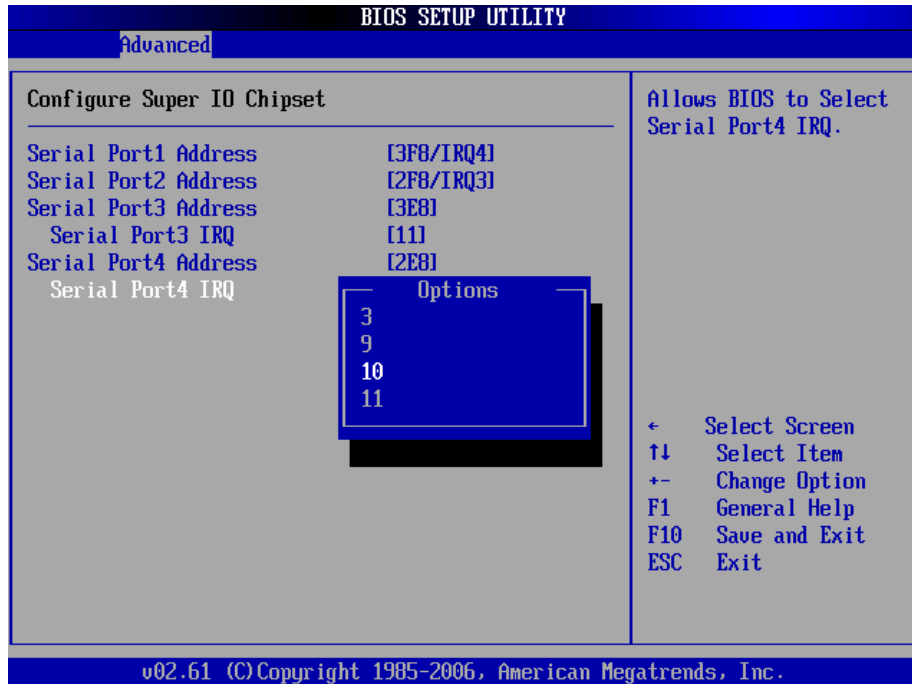 BIOS SETUP UTILITY
Advanced
Configure Super IO Chipset
Serial Port1 Address [3F8/IRQ4]
Serial Port2 Address [2F8/IRQ3]
Serial Port3 Address [3E8]
Serial Port3 IRQ [11]
Serial Port4 Address [2E8]
Serial Port4 IRQ
Options
3
9
10
11
Allows BIOS to Select
Serial Port4 IRQ.
← Select Screen
↑↓ Select Item
+- Change Option
F1 General Help
F10 Save and Exit
ESC Exit
v02.61 (C)Copyright 1985-2006, American Megatrends, Inc.